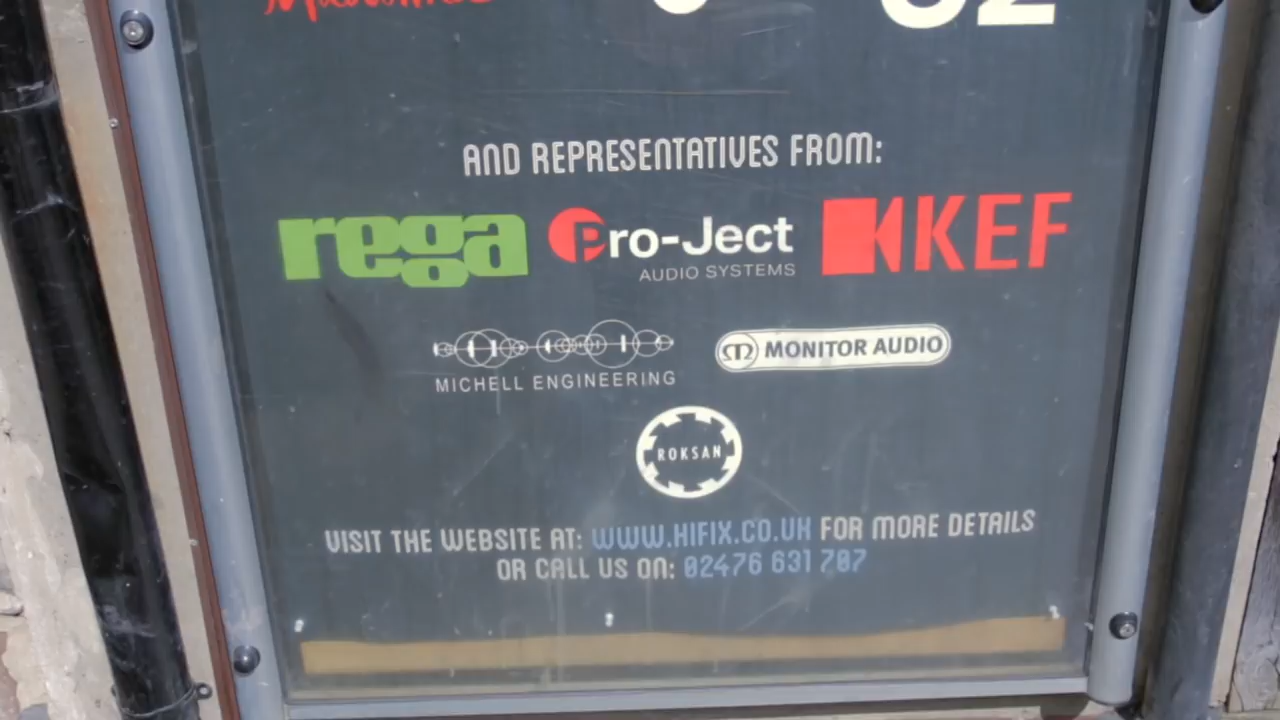 AND REPRESENTATIVES FROM:
rega Pro-Ject KEF
AUDIO SYSTEMS
MICHELL ENGINEERING MONITOR AUDIO
ROKSAN
VISIT THE WEBSITE AT: WWW.HIFIX.CO.UK FOR MORE DETAILS
OR CALL US ON: 02476 631 707